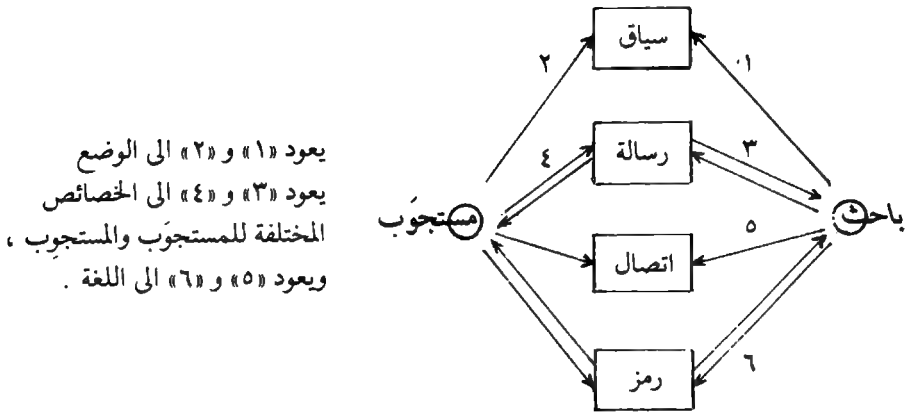 سياق
١
٢
رسالة
٣
٤
باحث
مستجوَب
٥
اتصال
رمز
٦
يعود «١» و «٢» الى الوضع
يعود «٣» و «٤» الى الخصائص
المختلفة للمستجوَب والمستجوِب ،
ويعود «٥» و «٦» الى اللغة .